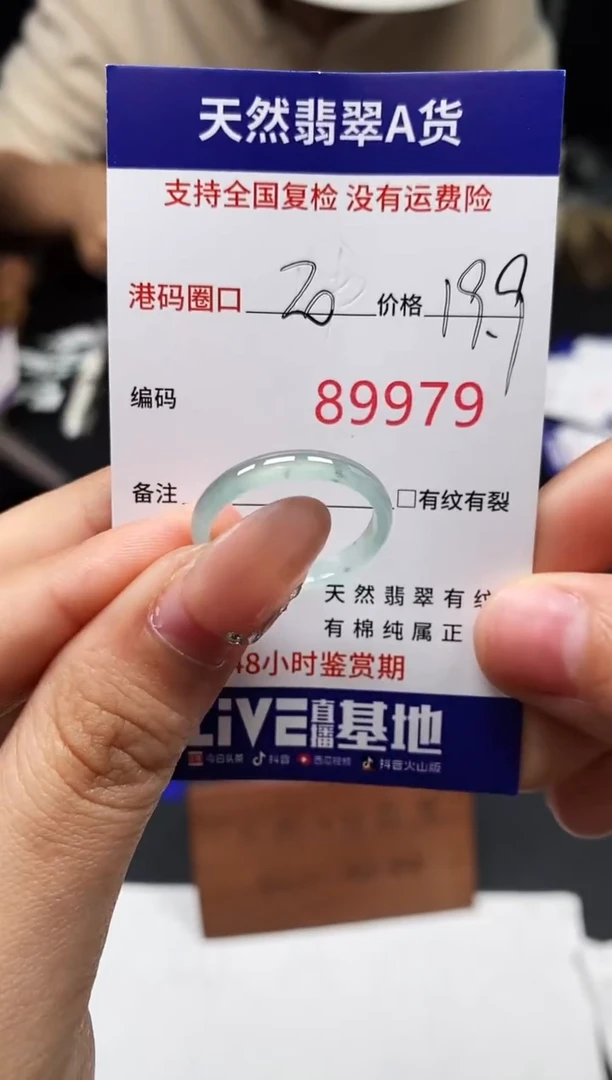 天然翡翠A货
支持全国复检 没有运费险
港码圈口 20 价格 19.9
编码 89979
备注 □有纹有裂
天然翡翠有纹
有棉纯属正
48小时鉴赏期
LiVE直播基地
今日头条 抖音 西瓜视频 抖音火山版